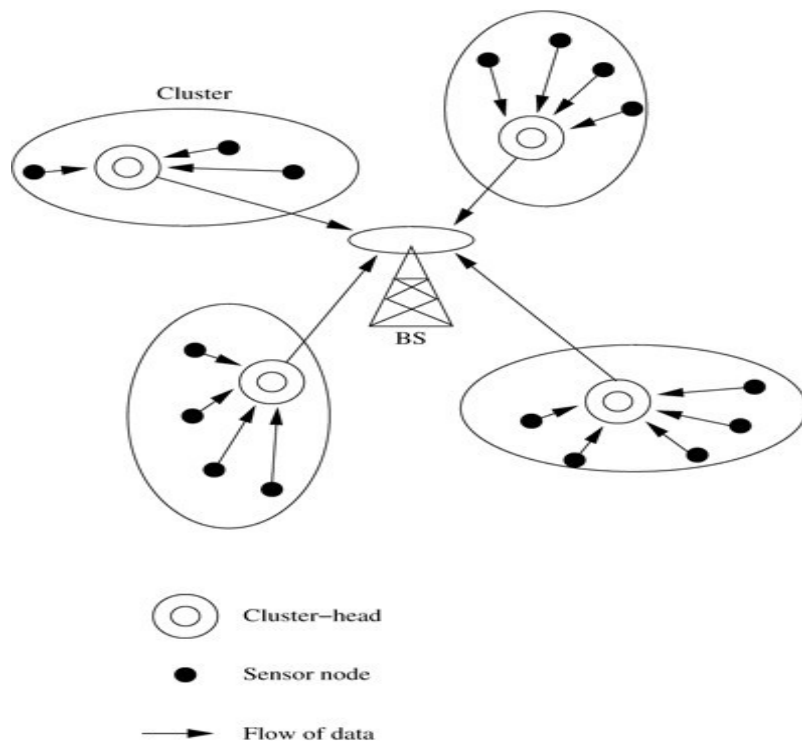 Cluster
BS
Cluster-head
Sensor node
Flow of data